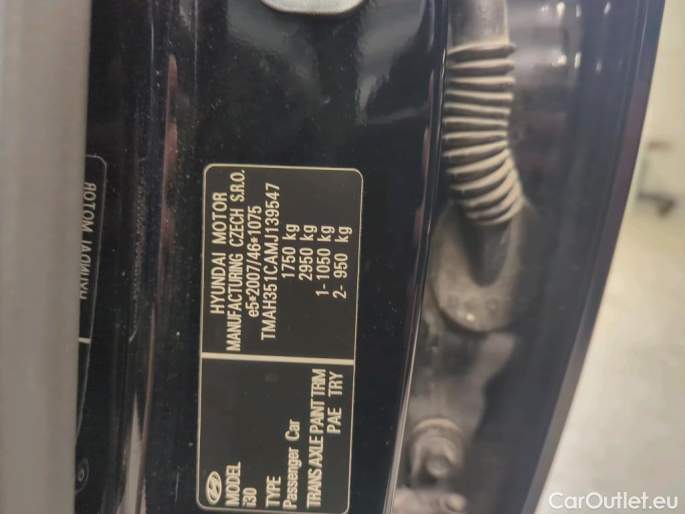 HYUNDAI MOTOR
MANUFACTURING CZECH S.R.O.
e5*2007/46*1075
TMAH351CAMJ139547
1750 kg
2950 kg
1- 1050 kg
2- 950 kg
MODEL
i30
TYPE
Passenger Car
TRANS AXLE PAINT TRIM
PAE TRY
HYUNDAI MOTOR
CarOutlet.eu